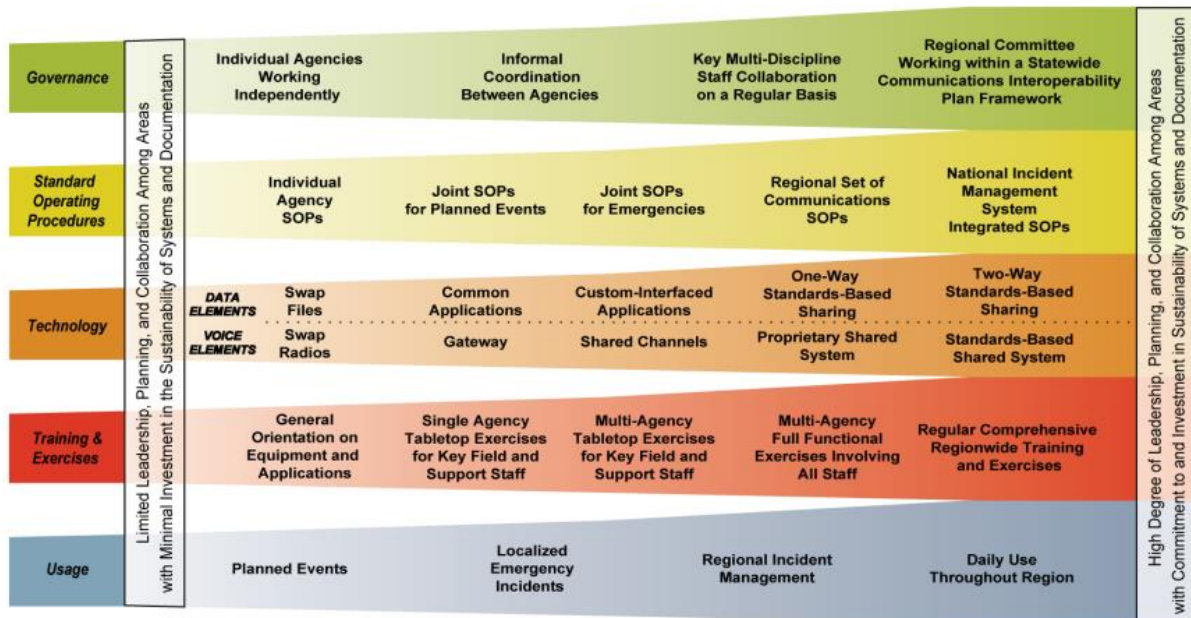 Limited Leadership, Planning, and Collaboration Among Areas
with Minimal Investment in the Sustainability of Systems and Documentation
Governance
Individual Agencies
Working
Independently
Informal
Coordination
Between Agencies
Key Multi-Discipline
Staff Collaboration
on a Regular Basis
Regional Committee
Working within a Statewide
Communications Interoperability
Plan Framework
Standard
Operating
Procedures
Individual
Agency
SOPs
Joint SOPs
for Planned Events
Joint SOPs
for Emergencies
Regional Set of
Communications
SOPs
National Incident
Management
System
Integrated SOPs
Technology
DATA
ELEMENTS
Swap
Files
Common
Applications
Custom-Interfaced
Applications
One-Way
Standards-Based
Sharing
Two-Way
Standards-Based
Sharing
VOICE
ELEMENTS
Swap
Radios
Gateway
Shared Channels
Proprietary Shared
System
Standards-Based
Shared System
Training &
Exercises
General
Orientation on
Equipment and
Applications
Single Agency
Tabletop Exercises
for Key Field and
Support Staff
Multi-Agency
Tabletop Exercises
for Key Field and
Support Staff
Multi-Agency
Full Functional
Exercises Involving
All Staff
Regular Comprehensive
Regionwide Training
and Exercises
Usage
Planned Events
Localized
Emergency
Incidents
Regional Incident
Management
Daily Use
Throughout Region
High Degree of Leadership, Planning, and Collaboration Among Areas
with Commitment to and Investment in Sustainability of Systems and Documentation